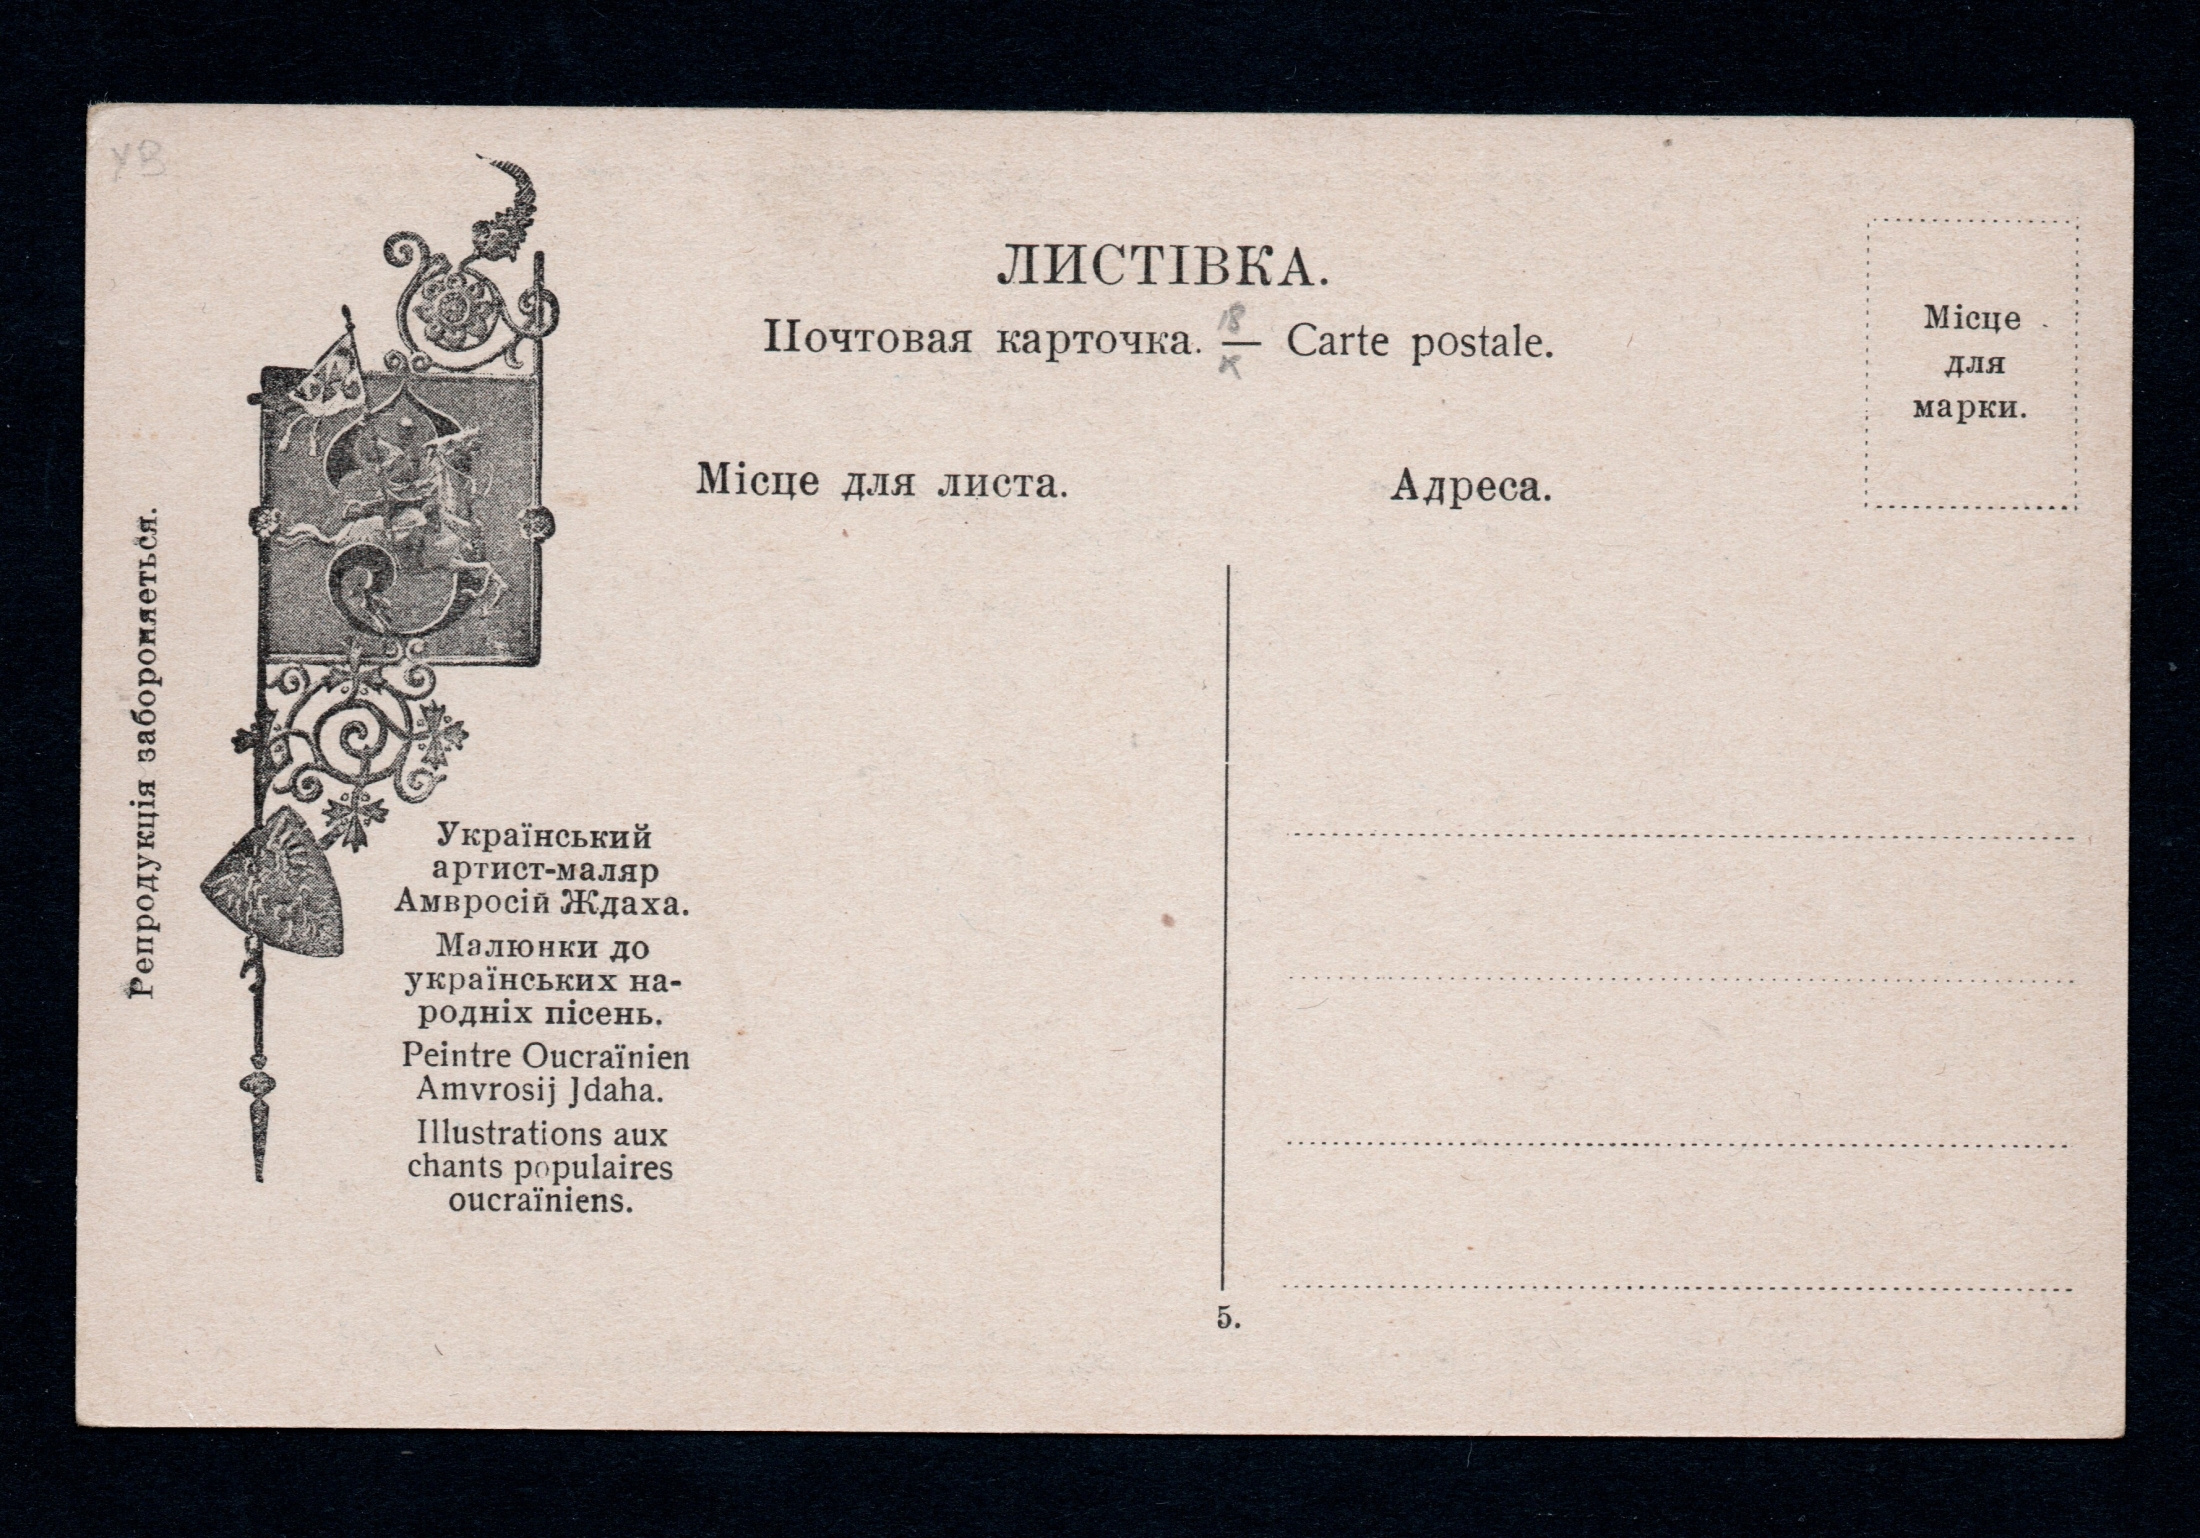 УВ
ЛИСТІВКА.
Почтовая карточка. — Carte postale.
18
к
Місце
для
марки.
Місце для листа.
Адреса.
Репродукція забороняеться.
Український
артист-маляр
Амвросій Ждаха.
Малюнки до
українських на-
родніх пісень.
Peintre Oucraïnien
Amvrosij Jdaha.
Illustrations aux
chants populaires
oucraïniens.
5.